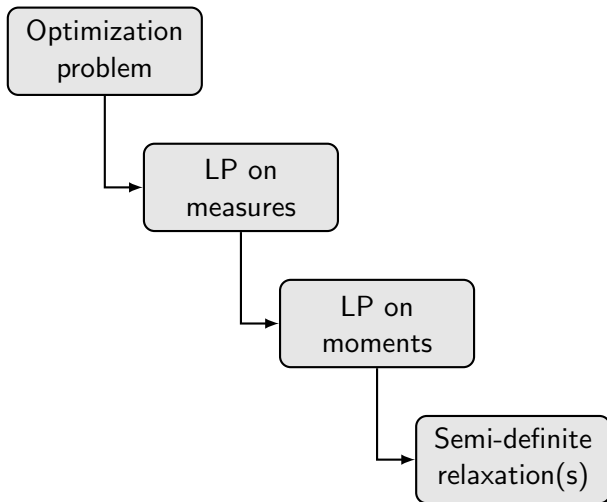 Optimization
problem
LP on
measures
LP on
moments
Semi-definite
relaxation(s)